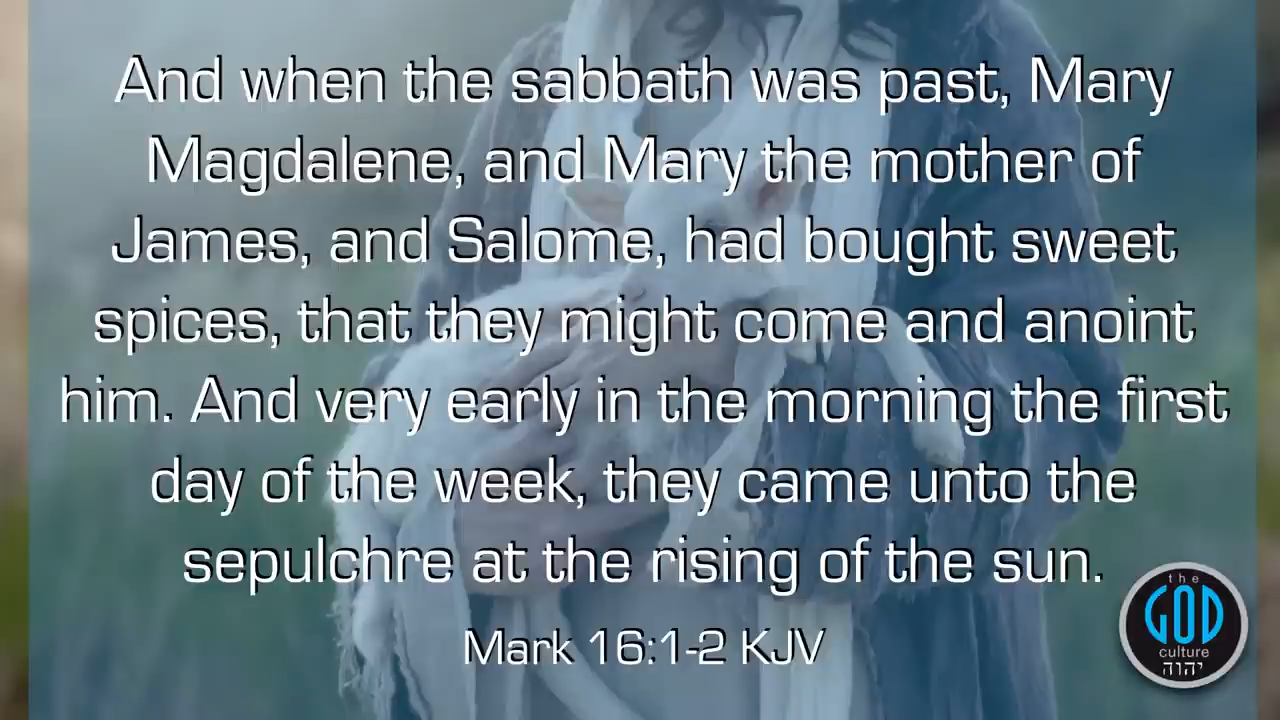 And when the sabbath was past, Mary
Magdalene, and Mary the mother of
James, and Salome, had bought sweet
spices, that they might come and anoint
him. And very early in the morning the first
day of the week, they came unto the
sepulchre at the rising of the sun.
Mark 16:1-2 KJV
the
GOD
culture
יהוה